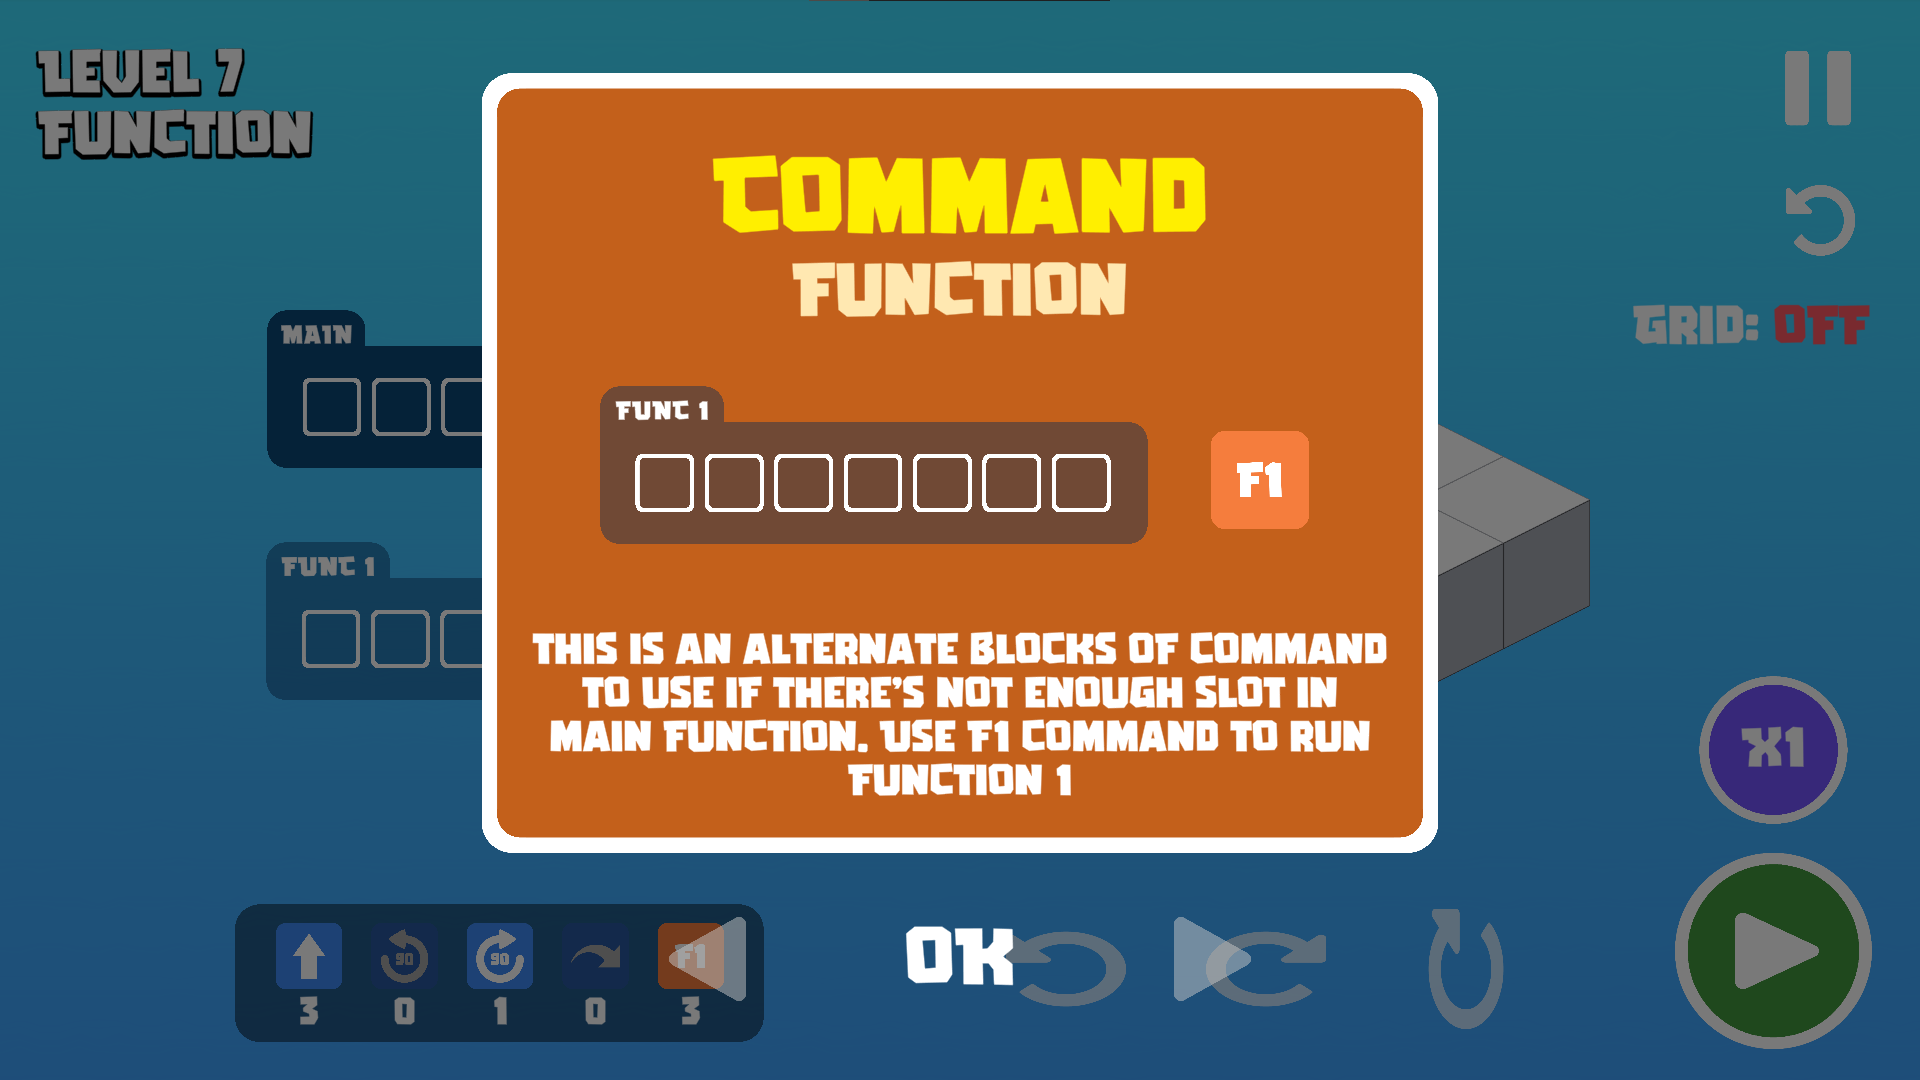 LEVEL 7
FUNCTION
COMMAND
FUNCTION
GRID: OFF
MAIN
FUNC 1
F1
FUNC 1
THIS IS AN ALTERNATE BLOCKS OF COMMAND
TO USE IF THERE'S NOT ENOUGH SLOT IN
MAIN FUNCTION. USE F1 COMMAND TO RUN
FUNCTION 1
X1
90
90
F1
OK
3
0
1
0
3